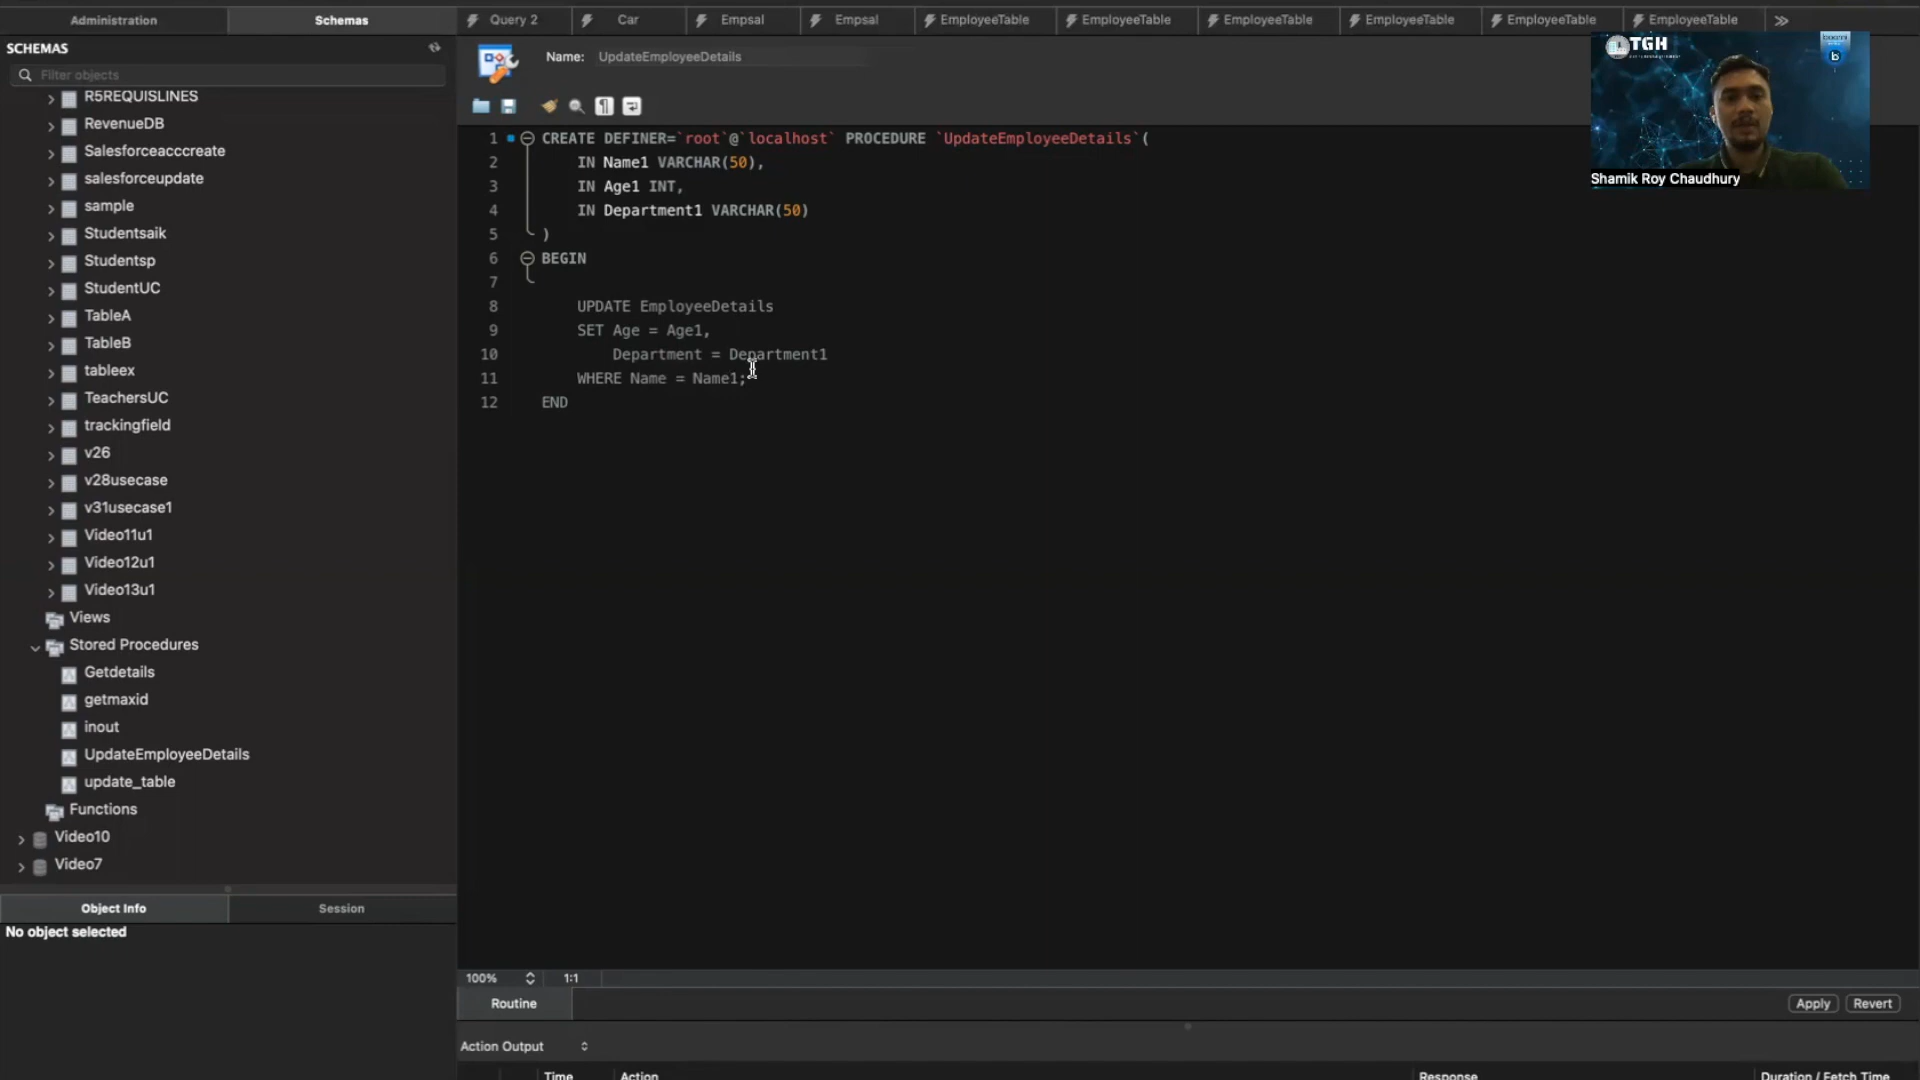 Administration
Schemas
Query 2
Car
Empsal
Empsal
EmployeeTable
EmployeeTable
EmployeeTable
EmployeeTable
EmployeeTable
EmployeeTable
SCHEMAS
Filter objects
R5REQUISLINES
RevenueDB
Salesforceacccreate
salesforceupdate
sample
Studentsaik
Studentsp
StudentUC
TableA
TableB
tableex
TeachersUC
trackingfield
v26
v28usecase
v31usecase1
Video11u1
Video12u1
Video13u1
Views
Stored Procedures
Getdetails
getmaxid
inout
UpdateEmployeeDetails
update_table
Functions
Video10
Video7
Object Info
Session
No object selected
Name: UpdateEmployeeDetails
1 CREATE DEFINER=`root`@`localhost` PROCEDURE `UpdateEmployeeDetails`(
2 IN Name1 VARCHAR(50),
3 IN Age1 INT,
4 IN Department1 VARCHAR(50)
5 )
6 BEGIN
7
8 UPDATE EmployeeDetails
9 SET Age = Age1,
10 Department = Department1
11 WHERE Name = Name1;
12 END
TGH
Shamik Roy Chaudhury
100%
1:1
Routine
Apply
Revert
Action Output
Time
Action
Response
Duration / Fetch Time